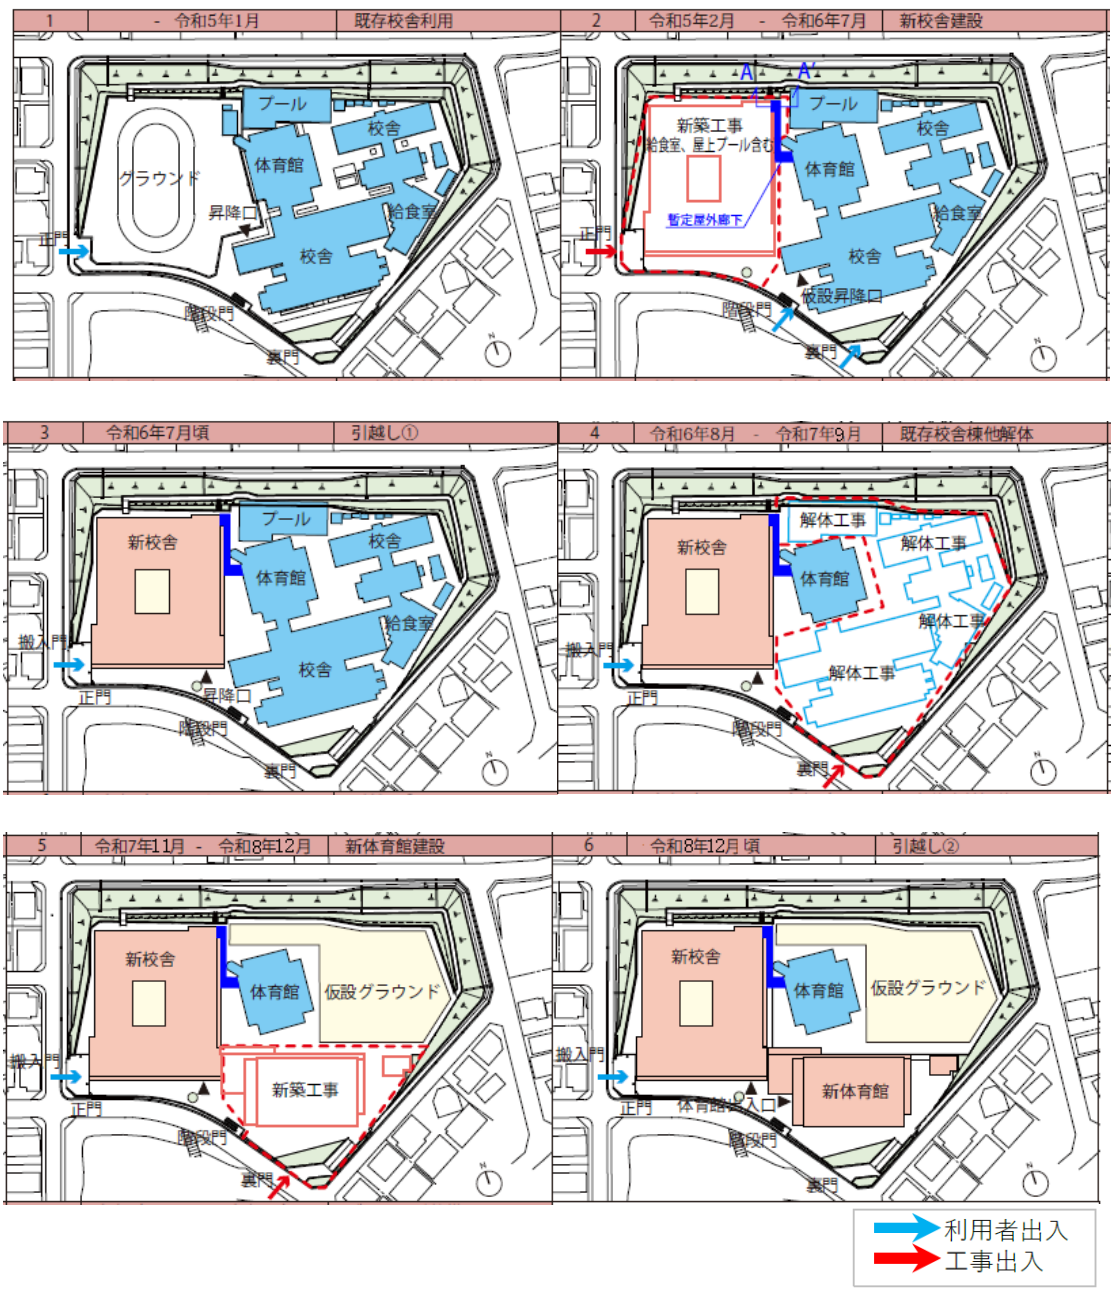 1 - 令和5年1月 既存校舎利用
プール
校舎
体育館
グラウンド
昇降口
給食室
正門
校舎
階段門
裏門
N
2 令和5年2月 - 令和6年7月 新校舎建設
A A'
プール
新築工事
給食室、屋上プール含む
校舎
体育館
暫定屋外廊下
給食室
正門
校舎
仮設昇降口
階段門
裏門
N
3 令和6年7月頃 引越し①
プール
新校舎
校舎
体育館
給食室
搬入門
校舎
正門
昇降口
階段門
裏門
N
4 令和6年8月 - 令和7年9月 既存校舎棟他解体
解体工事
新校舎
解体工事
体育館
解体工事
搬入門
解体工事
正門
階段門
裏門
N
5 令和7年11月 - 令和8年12月 新体育館建設
新校舎
体育館
仮設グラウンド
搬入門
新築工事
正門
階段門
裏門
N
6 令和8年12月頃 引越し②
新校舎
体育館
仮設グラウンド
搬入門
新体育館
正門
体育館出入口
階段門
裏門
N
利用者出入
工事出入